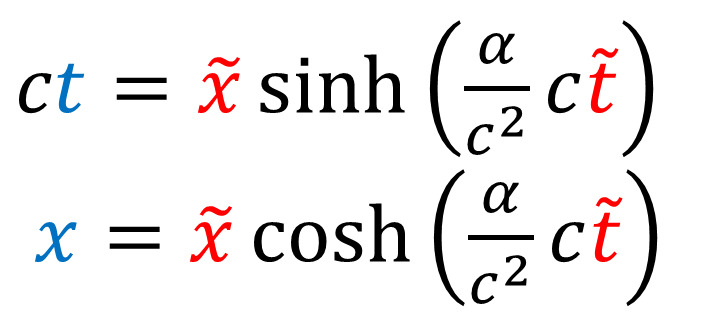 ct = x̃ sinh (α/c² ct̃)
x = x̃ cosh (α/c² ct̃)